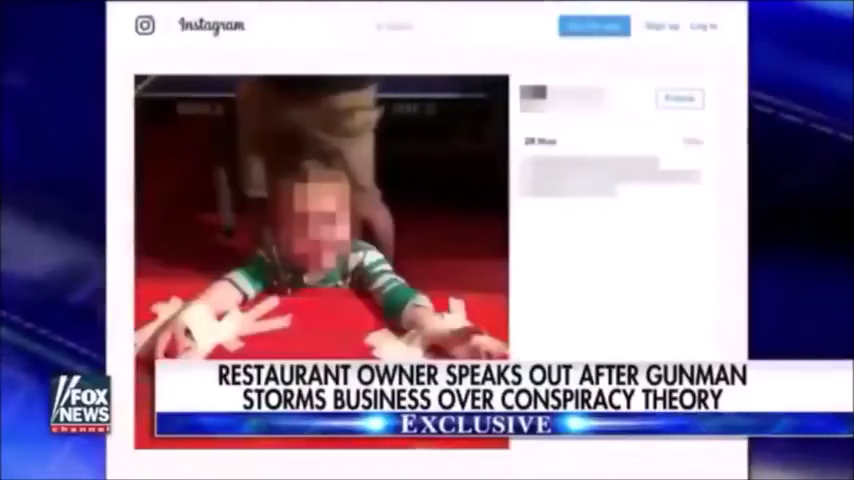 Instagram
Sign up
Log in
RESTAURANT OWNER SPEAKS OUT AFTER GUNMAN
STORMS BUSINESS OVER CONSPIRACY THEORY
EXCLUSIVE
FOX
NEWS
channel